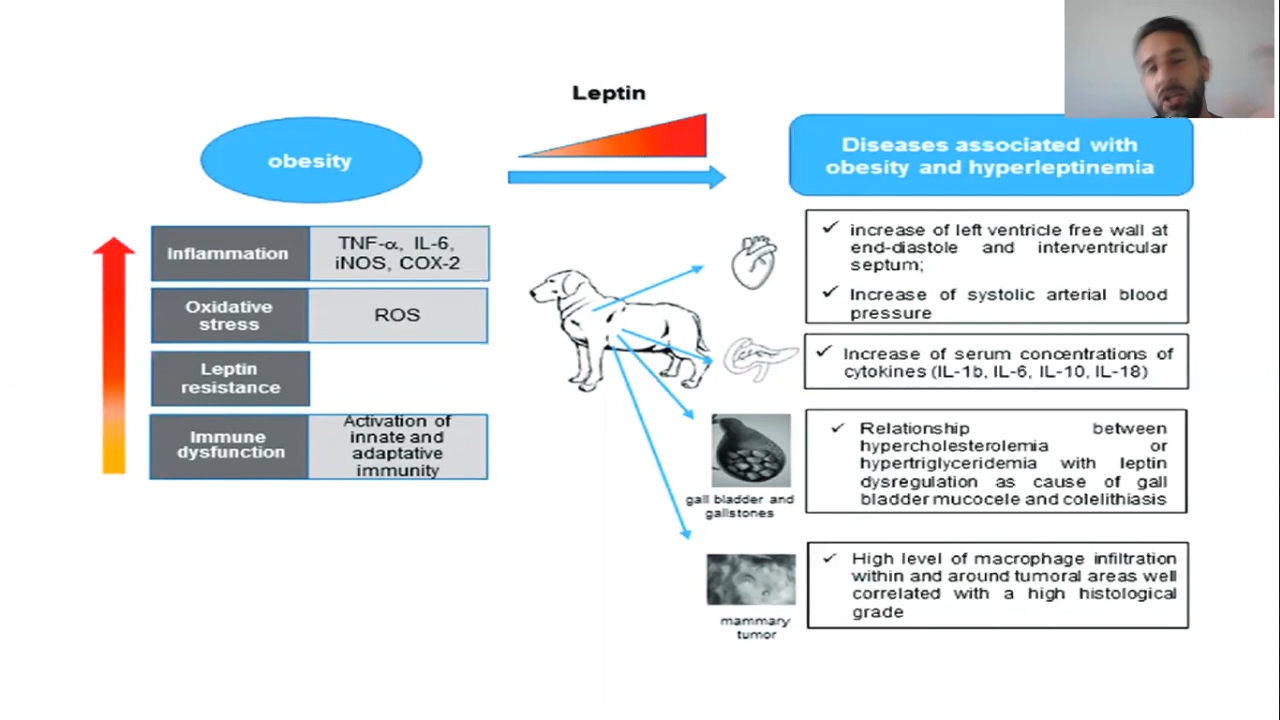 Leptin
obesity
Diseases associated with
obesity and hyperleptinemia
Inflammation
TNF-α, IL-6,
iNOS, COX-2
Oxidative
stress
ROS
Leptin
resistance
Immune
dysfunction
Activation of
innate and
adaptative
immunity
✓ increase of left ventricle free wall at
end-diastole and interventricular
septum;
✓ Increase of systolic arterial blood
pressure
✓ Increase of serum concentrations of
cytokines (IL-1b, IL-6, IL-10, IL-18)
✓ Relationship between
hypercholesterolemia or
hypertriglyceridemia with leptin
dysregulation as cause of gall
bladder mucocele and colelithiasis
gall bladder and
gallstones
✓ High level of macrophage infiltration
within and around tumoral areas well
correlated with a high histological
grade
mammary
tumor